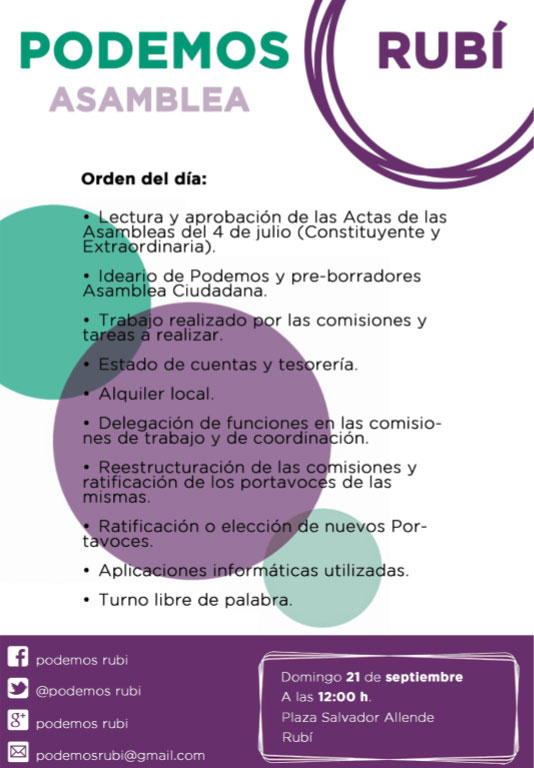 PODEMOS RUBÍ
ASAMBLEA
Orden del día:
• Lectura y aprobación de las Actas de las
Asambleas del 4 de julio (Constituyente y
Extraordinaria).
• Ideario de Podemos y pre-borradores
Asamblea Ciudadana.
• Trabajo realizado por las comisiones y
tareas a realizar.
• Estado de cuentas y tesorería.
• Alquiler local.
• Delegación de funciones en las comisio-
nes de trabajo y de coordinación.
• Reestructuración de las comisiones y
ratificación de los portavoces de las
mismas.
• Ratificación o elección de nuevos Por-
tavoces.
• Aplicaciones informáticas utilizadas.
• Turno libre de palabra.
podemos rubi
@podemos rubi
podemos rubi
podemosrubi@gmail.com
Domingo 21 de septiembre
A las 12:00 h.
Plaza Salvador Allende
Rubí